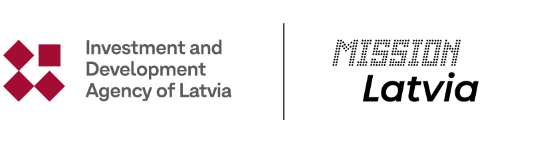 Investment and
Development
Agency of Latvia
MISSION
Latvia